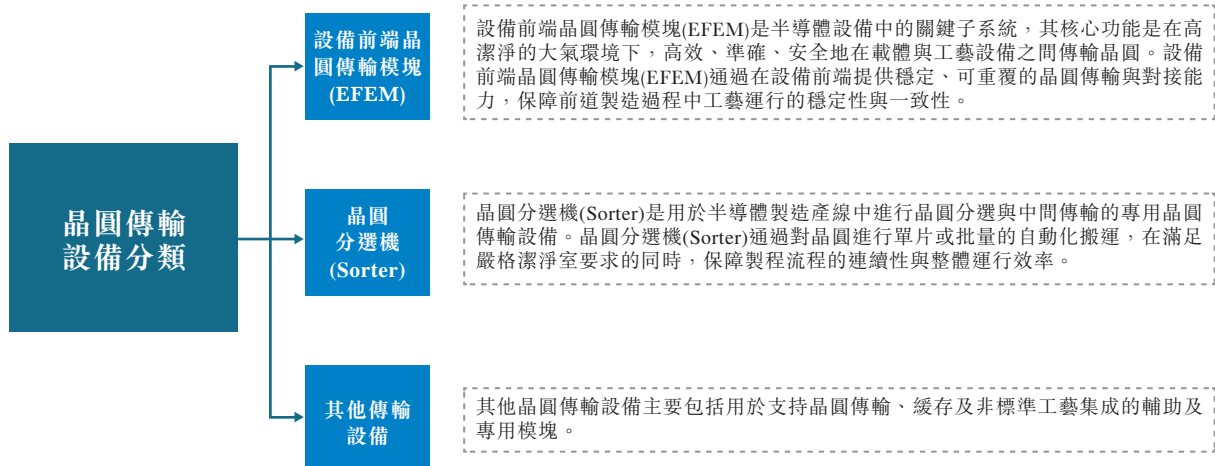 晶圓傳輸
設備分類
設備前端晶
圓傳輸模塊
(EFEM)
設備前端晶圓傳輸模塊(EFEM)是半導體設備中的關鍵子系統，其核心功能是在高
潔淨的大氣環境下，高效、準確、安全地在載體與工藝設備之間傳輸晶圓。設備
前端晶圓傳輸模塊(EFEM)通過在設備前端提供穩定、可重覆的晶圓傳輸與對接能
力，保障前道製造過程中工藝運行的穩定性與一致性。
晶圓
分選機
(Sorter)
晶圓分選機(Sorter)是用於半導體製造產線中進行晶圓分選與中間傳輸的專用晶圓
傳輸設備。晶圓分選機(Sorter)通過對晶圓進行單片或批量的自動化搬運，在滿足
嚴格潔淨室要求的同時，保障製程流程的連續性與整體運行效率。
其他傳輸
設備
其他晶圓傳輸設備主要包括用於支持晶圓傳輸、緩存及非標準工藝集成的輔助及
專用模塊。